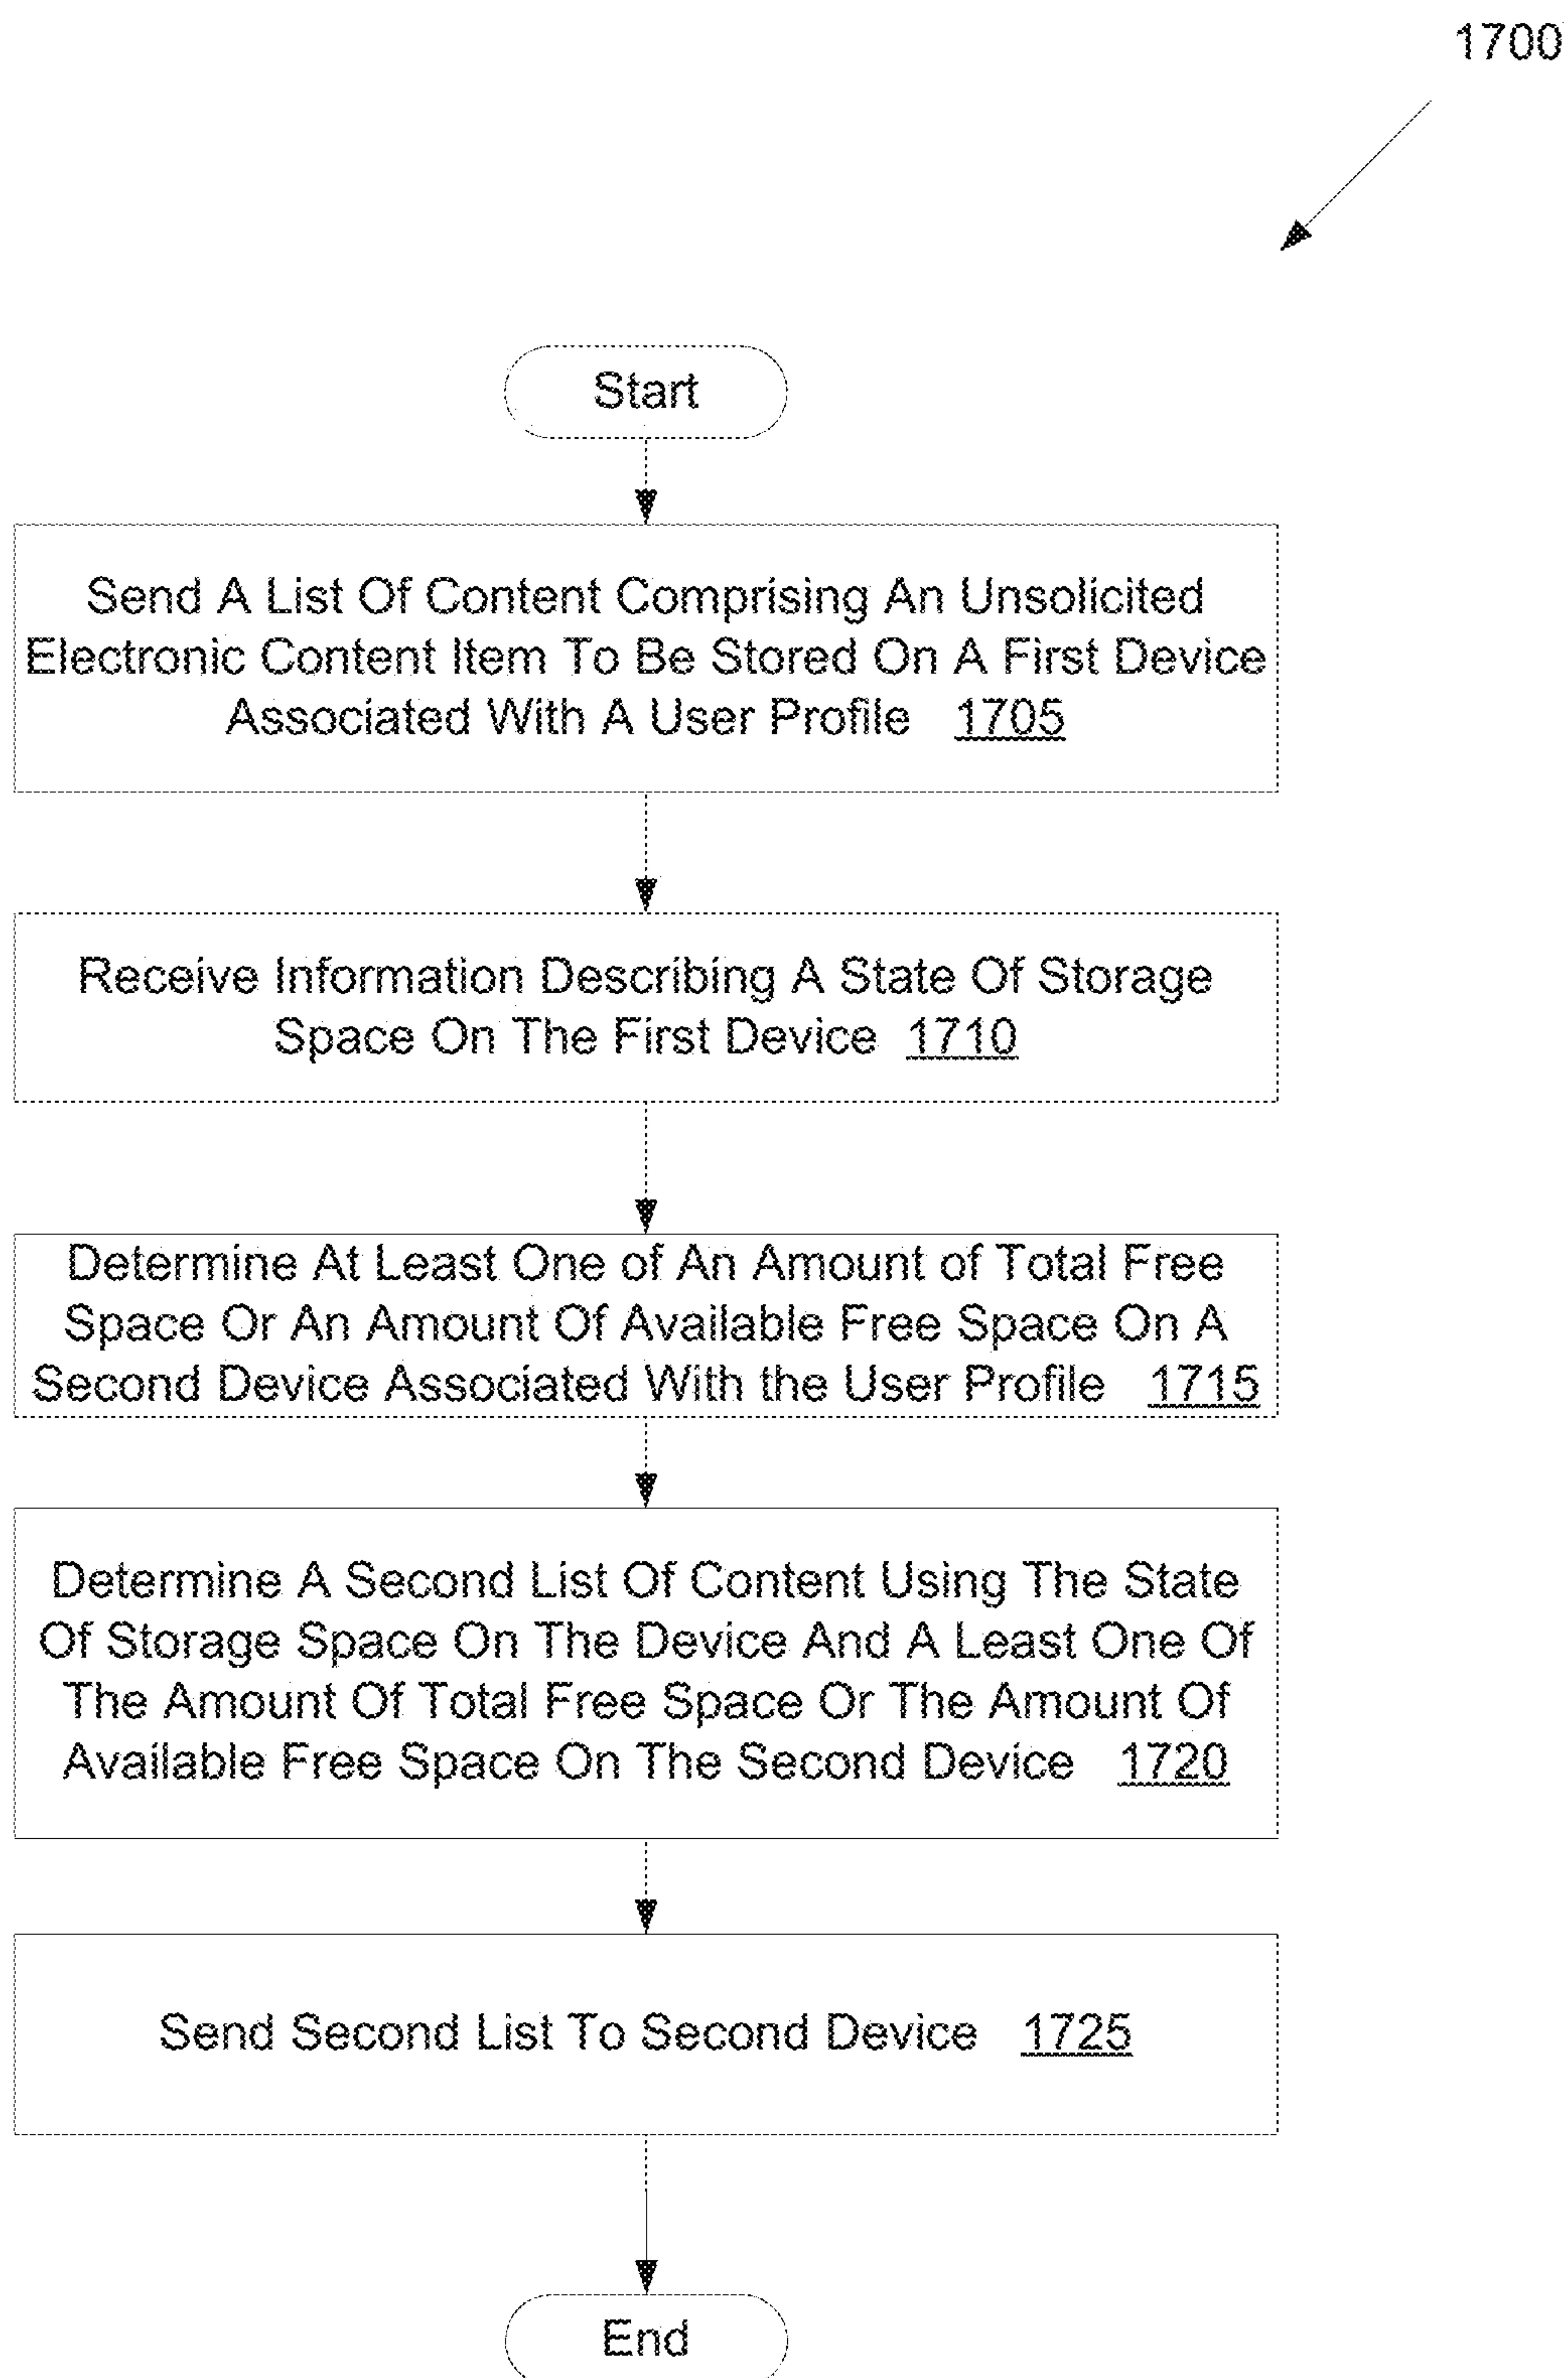 1700
Start
Send A List Of Content Comprising An Unsolicited
Electronic Content Item To Be Stored On A First Device
Associated With A User Profile 1705
Receive Information Describing A State Of Storage
Space On The First Device 1710
Determine At Least One of An Amount of Total Free
Space Or An Amount Of Available Free Space On A
Second Device Associated With the User Profile 1715
Determine A Second List Of Content Using The State
Of Storage Space On The Device And A Least One Of
The Amount Of Total Free Space Or The Amount Of
Available Free Space On The Second Device 1720
Send Second List To Second Device 1725
End